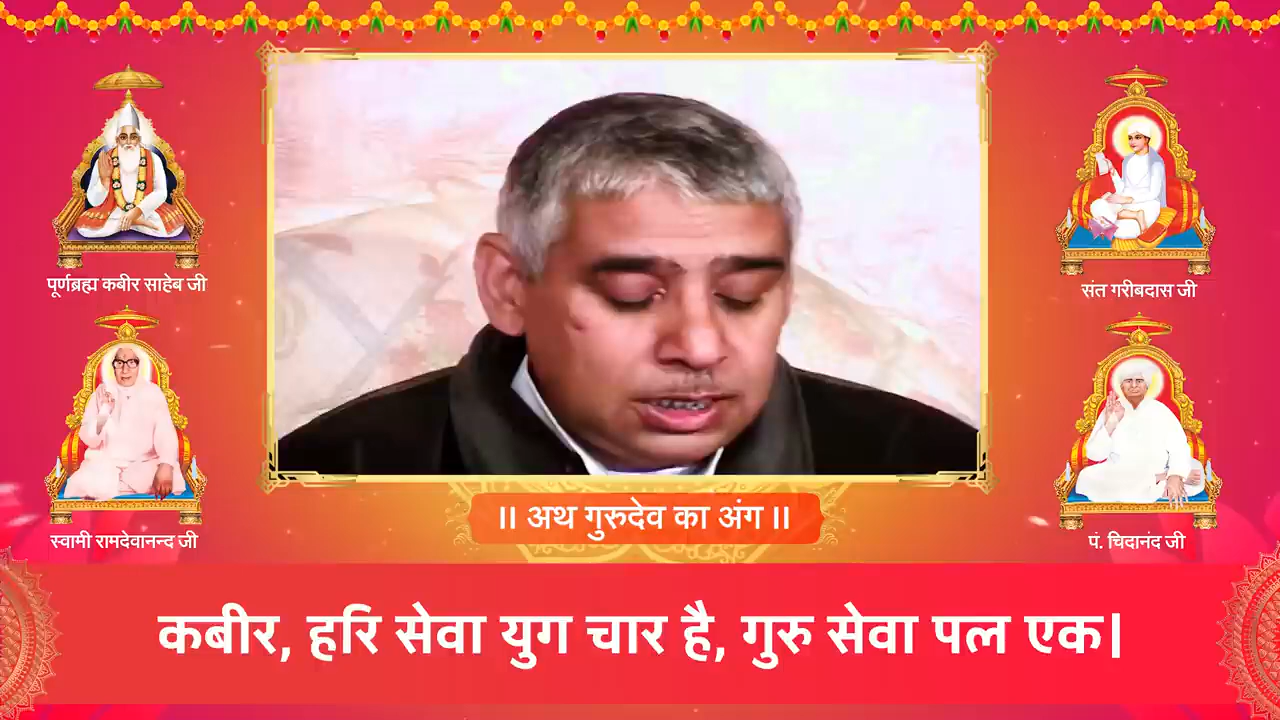 पूर्णब्रह्म कबीर साहेब जी
संत गरीबदास जी
स्वामी रामदेवानन्द जी
पं. चिदानंद जी
॥ अथ गुरुदेव का अंग ॥
कबीर, हरि सेवा युग चार है, गुरु सेवा पल एक|